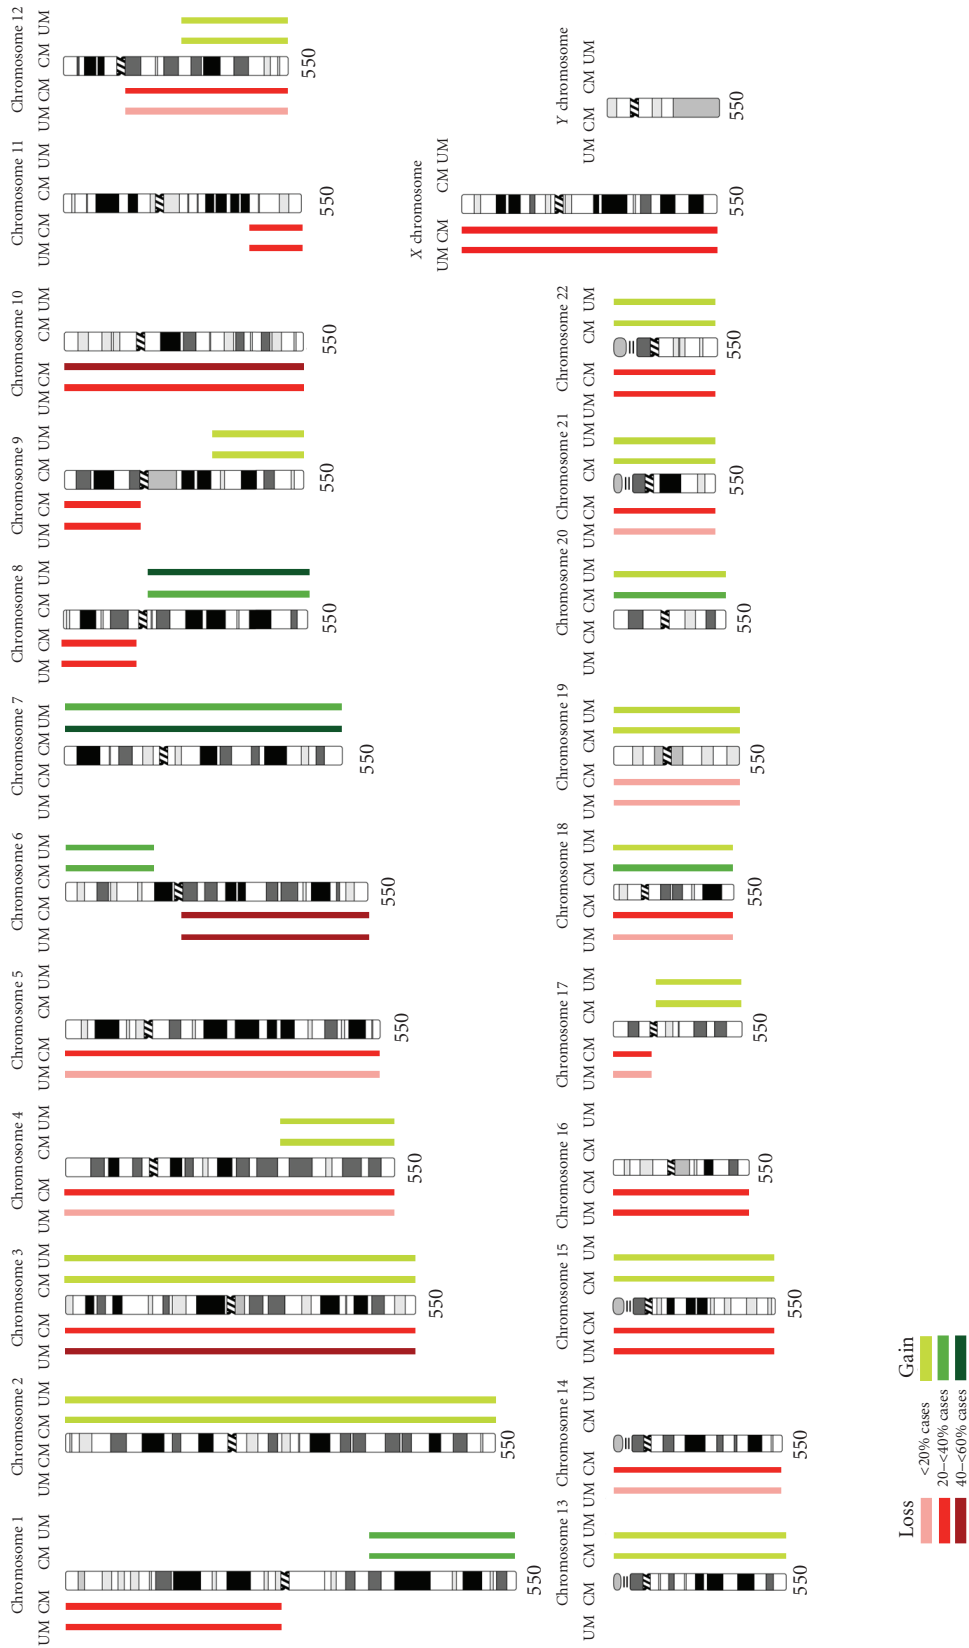 Chromosome 1
UM CM CM UM
550
Chromosome 2
UM CM CM UM
550
Chromosome 3
UM CM CM UM
550
Chromosome 4
UM CM CM UM
550
Chromosome 5
UM CM CM UM
550
Chromosome 6
UM CM CM UM
550
Chromosome 7
UM CM CM UM
550
Chromosome 8
UM CM CM UM
550
Chromosome 9
UM CM CM UM
550
Chromosome 10
UM CM CM UM
550
Chromosome 11
UM CM CM UM
550
Chromosome 12
UM CM CM UM
550
Chromosome 13
UM CM CM UM
550
Chromosome 14
UM CM CM UM
550
Chromosome 15
UM CM CM UM
550
Chromosome 16
UM CM CM UM
550
Chromosome 17
UM CM CM UM
550
Chromosome 18
UM CM CM UM
550
Chromosome 19
UM CM CM UM
550
Chromosome 20
UM CM CM UM
550
Chromosome 21
UM CM CM UM
550
Chromosome 22
UM CM CM UM
550
X chromosome
UM CM CM UM
550
Y chromosome
UM CM CM UM
550
Loss Gain
<20% cases
20–<40% cases
40–<60% cases